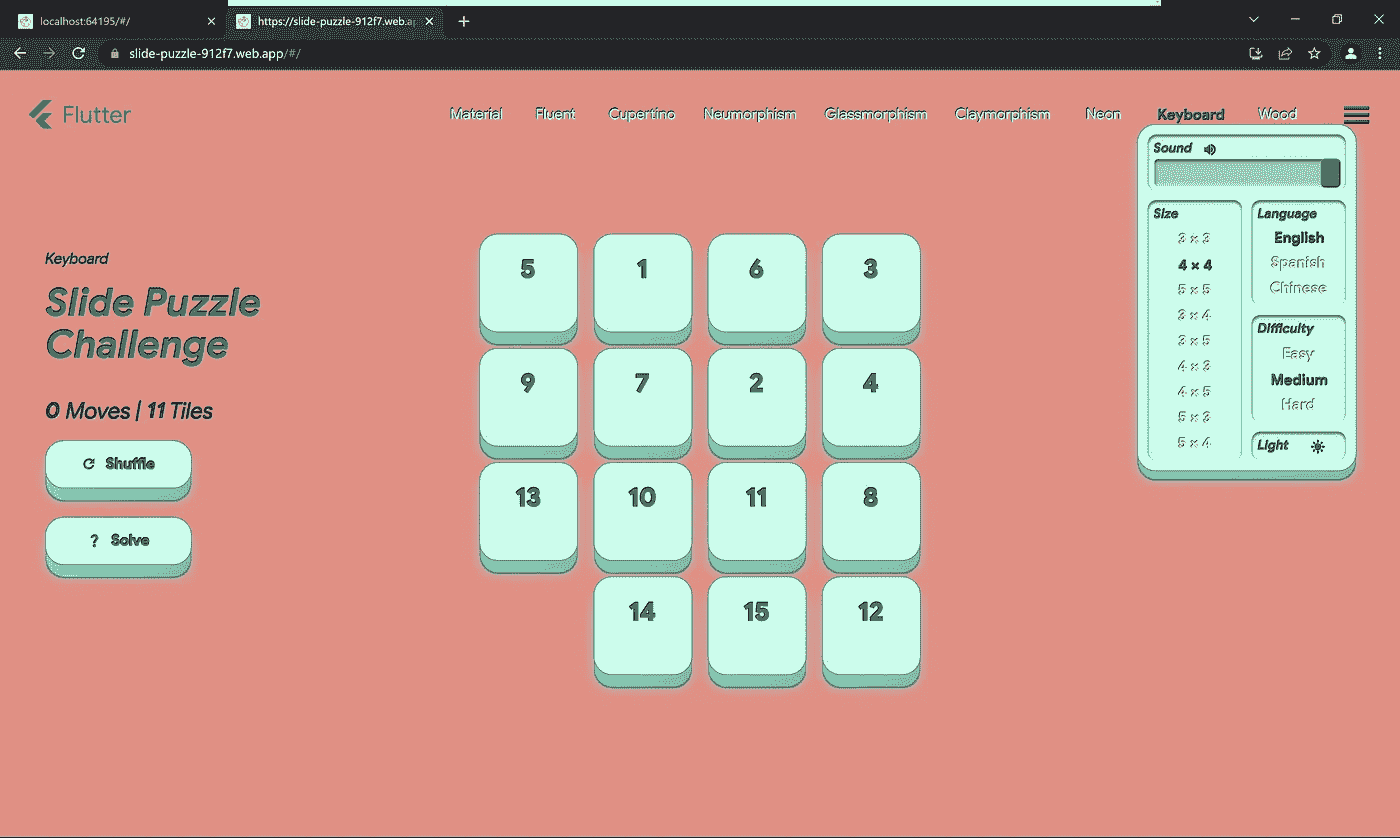 localhost:64195/#/
https://slide-puzzle-912f7.web.ap
slide-puzzle-912f7.web.app/#/
Flutter
Material Fluent Cupertino Neumorphism Glassmorphism Claymorphism Neon Keyboard Wood
Sound
Size
3 x 3
4 x 4
5 x 5
3 x 4
3 x 5
4 x 3
4 x 5
5 x 3
5 x 4
Language
English
Spanish
Chinese
Difficulty
Easy
Medium
Hard
Light
Keyboard
Slide Puzzle
Challenge
0 Moves | 11 Tiles
Shuffle
? Solve
5 1 6 3
9 7 2 4
13 10 11 8
14 15 12